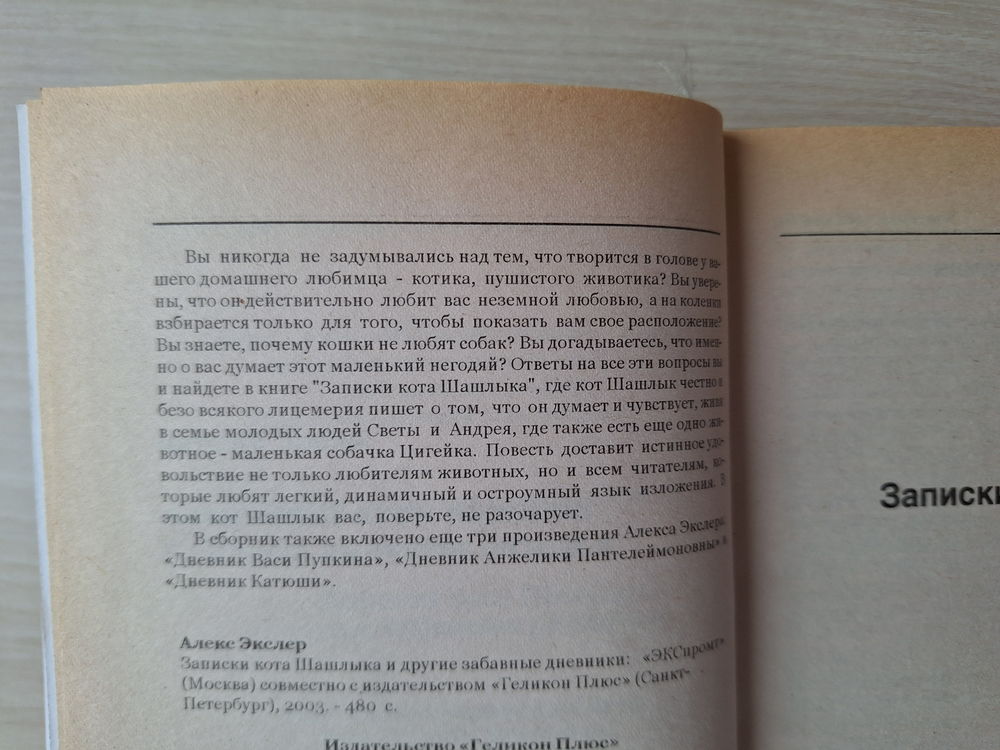 Вы никогда не задумывались над тем, что творится в голове у ва-
шего домашнего любимца - котика, пушистого животика? Вы увере-
ны, что он действительно любит вас неземной любовью, а на коленки
взбирается только для того, чтобы показать вам свое расположение?
Вы знаете, почему кошки не любят собак? Вы догадываетесь, что имен-
но о вас думает этот маленький негодяй? Ответы на все эти вопросы вы
и найдете в книге "Записки кота Шашлыка", где кот Шашлык честно и
безо всякого лицемерия пишет о том, что он думает и чувствует, живя
в семье молодых людей Светы и Андрея, где также есть еще одно жи-
вотное - маленькая собачка Цигейка. Повесть доставит истинное удо-
вольствие не только любителям животных, но и всем читателям, ко-
торые любят легкий, динамичный и остроумный язык изложения. В
этом кот Шашлык вас, поверьте, не разочарует.
В сборник также включено еще три произведения Алекса Экслера:
«Дневник Васи Пупкина», «Дневник Анжелики Пантелеймоновны» и
«Дневник Катюши».
Алекс Экслер
Записки кота Шашлыка и другие забавные дневники: «ЭКСпромт»
(Москва) совместно с издательством «Геликон Плюс» (Санкт-
Петербург), 2003. - 480 с.
Издательство «Геликон Плюс»
Записки